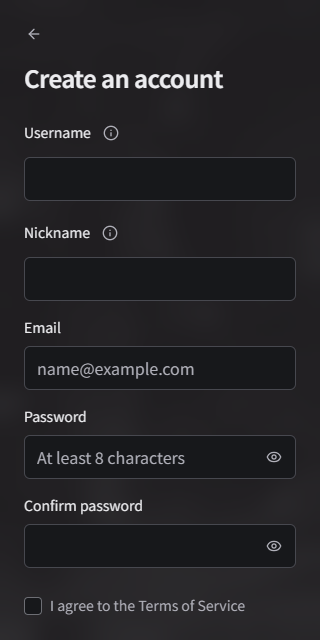 Create an account
Username
Nickname
Email
name@example.com
Password
At least 8 characters
Confirm password
I agree to the Terms of Service